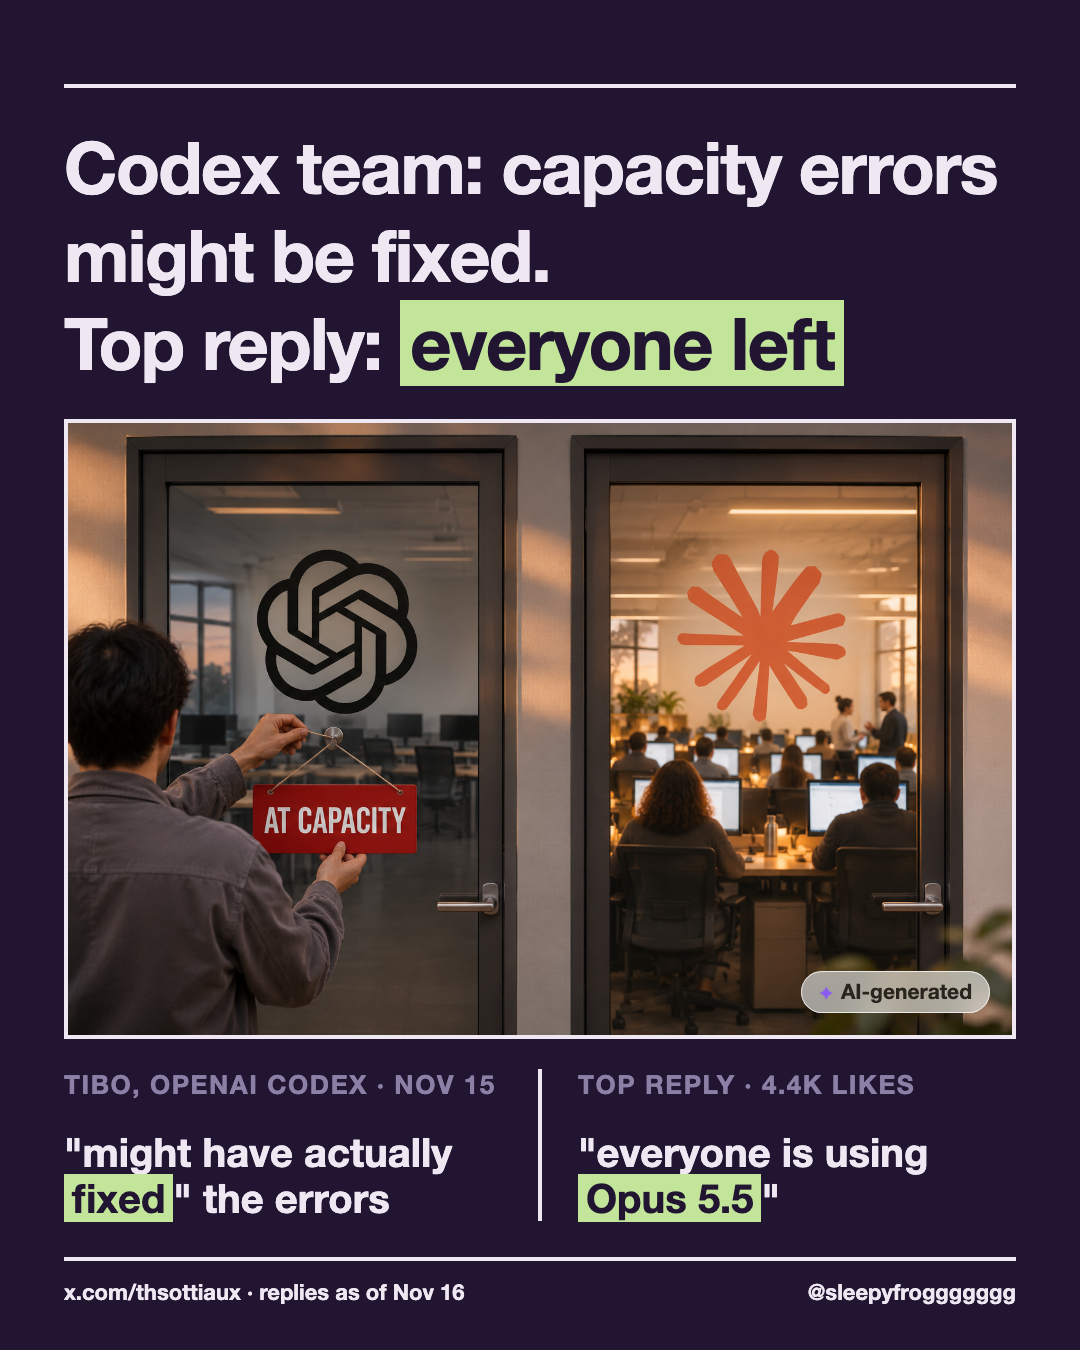 Codex team: capacity errors
might be fixed.
Top reply: everyone left
AT CAPACITY
AI-generated
TIBO, OPENAI CODEX · NOV 15
"might have actually
fixed" the errors
TOP REPLY · 4.4K LIKES
"everyone is using
Opus 5.5"
x.com/thsottiaux · replies as of Nov 16
@sleepyfroggggggg